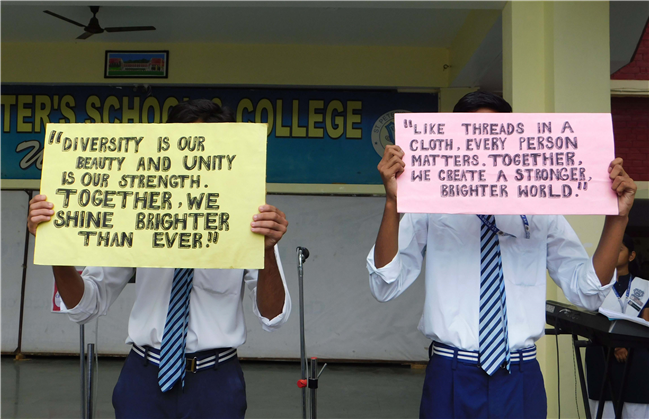 TER'S SCHOOL & COLLEGE
"DIVERSITY IS OUR
BEAUTY AND UNITY
IS OUR STRENGTH.
TOGETHER, WE
SHINE BRIGHTER
THAN EVER!"
"LIKE THREADS IN A
CLOTH, EVERY PERSON
MATTERS. TOGETHER,
WE CREATE A STRONGER,
BRIGHTER WORLD."